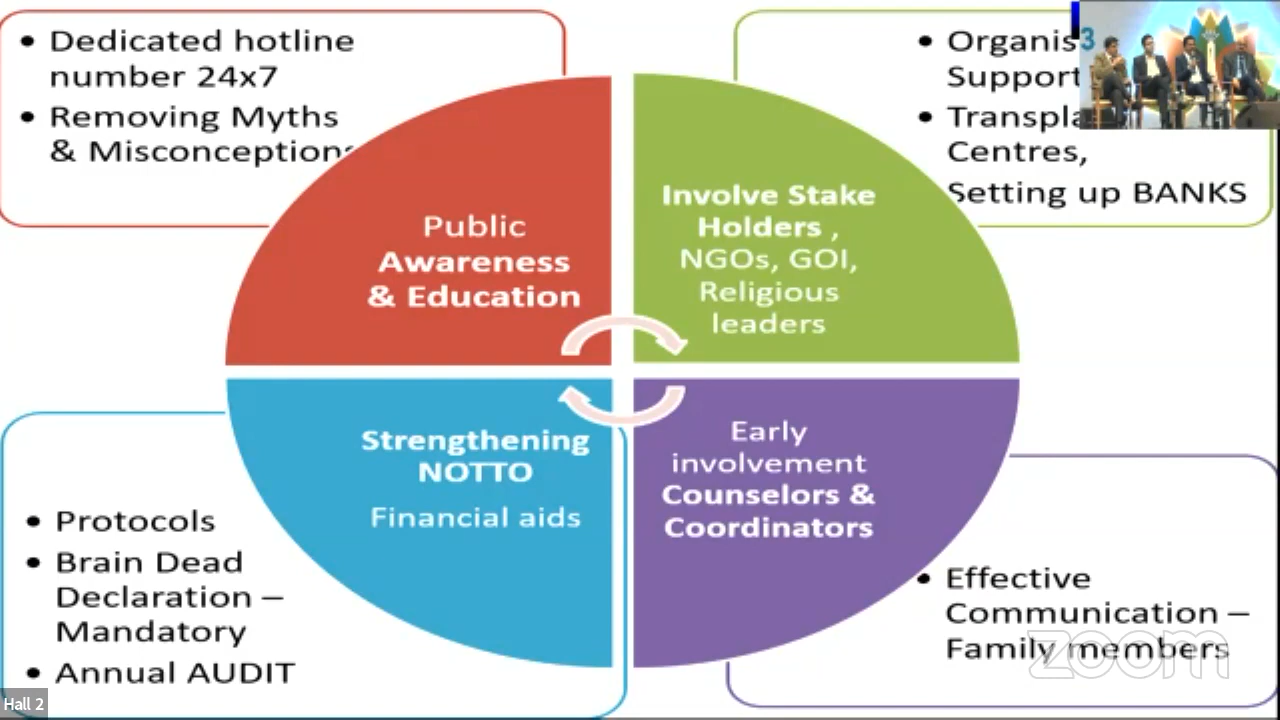 • Dedicated hotline
number 24x7
• Removing Myths
& Misconceptions
Public
Awareness
& Education
• Organis
Support
• Transpla
Centres,
Setting up BANKS
3
Involve Stake
Holders ,
NGOs, GOI,
Religious
leaders
Strengthening
NOTTO
Financial aids
• Protocols
• Brain Dead
Declaration –
Mandatory
• Annual AUDIT
Early
involvement
Counselors &
Coordinators
• Effective
Communication –
Family members
zoom
Hall 2